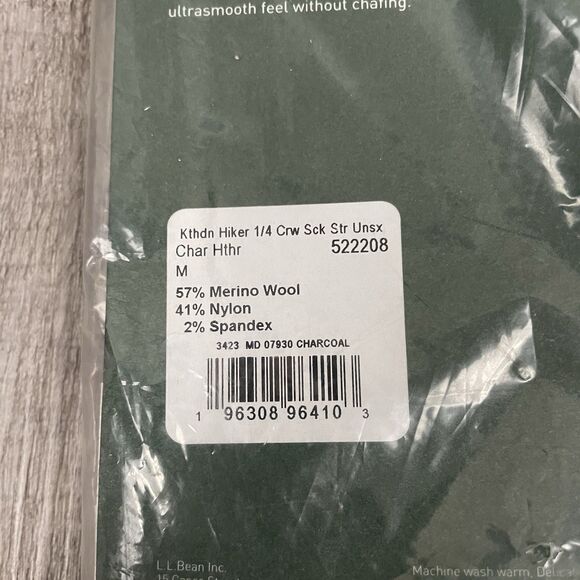 ultrasmooth feel without chafing.
Kthdn Hiker 1/4 Crw Sck Str Unsx
Char Hthr 522208
M
57% Merino Wool
41% Nylon
2% Spandex
3423 MD 07930 CHARCOAL
1 96308 96410 3
L.L.Bean Inc.
Machine wash warm,